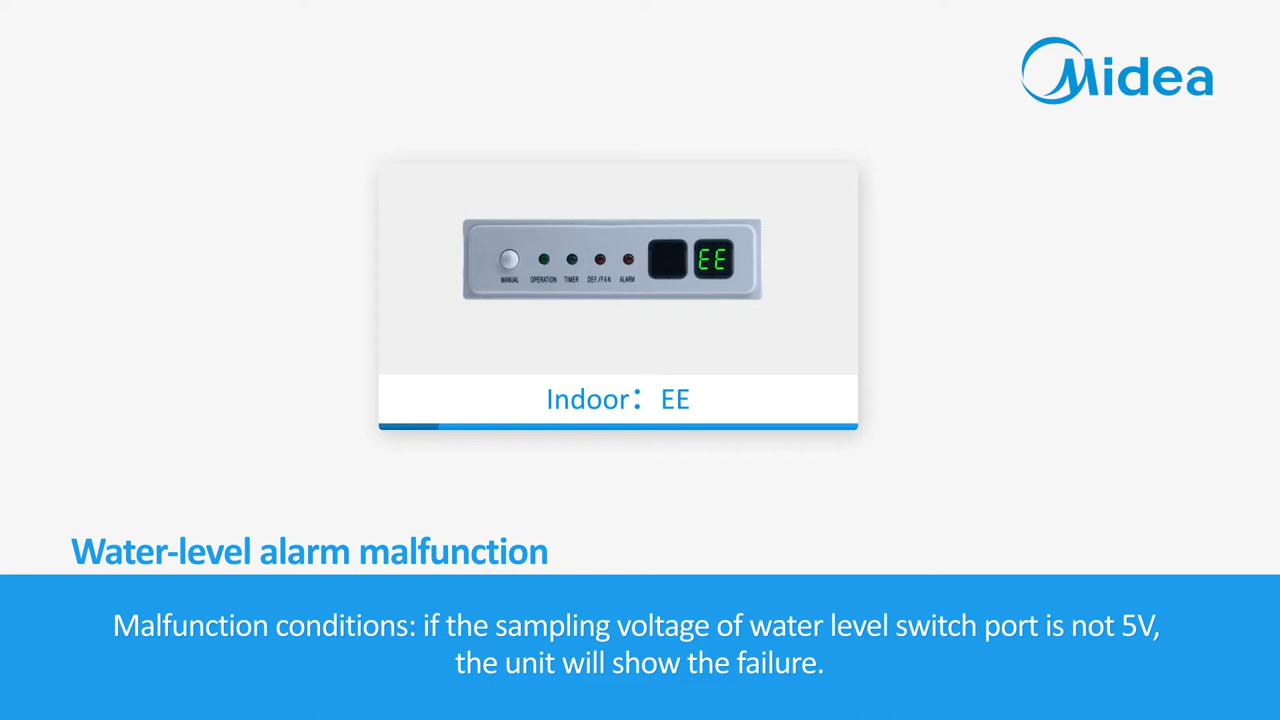 Midea
MANUAL OPERATION TIMER DEF./FAN ALARM
EE
Indoor： EE
Water-level alarm malfunction
Malfunction conditions: if the sampling voltage of water level switch port is not 5V,
the unit will show the failure.